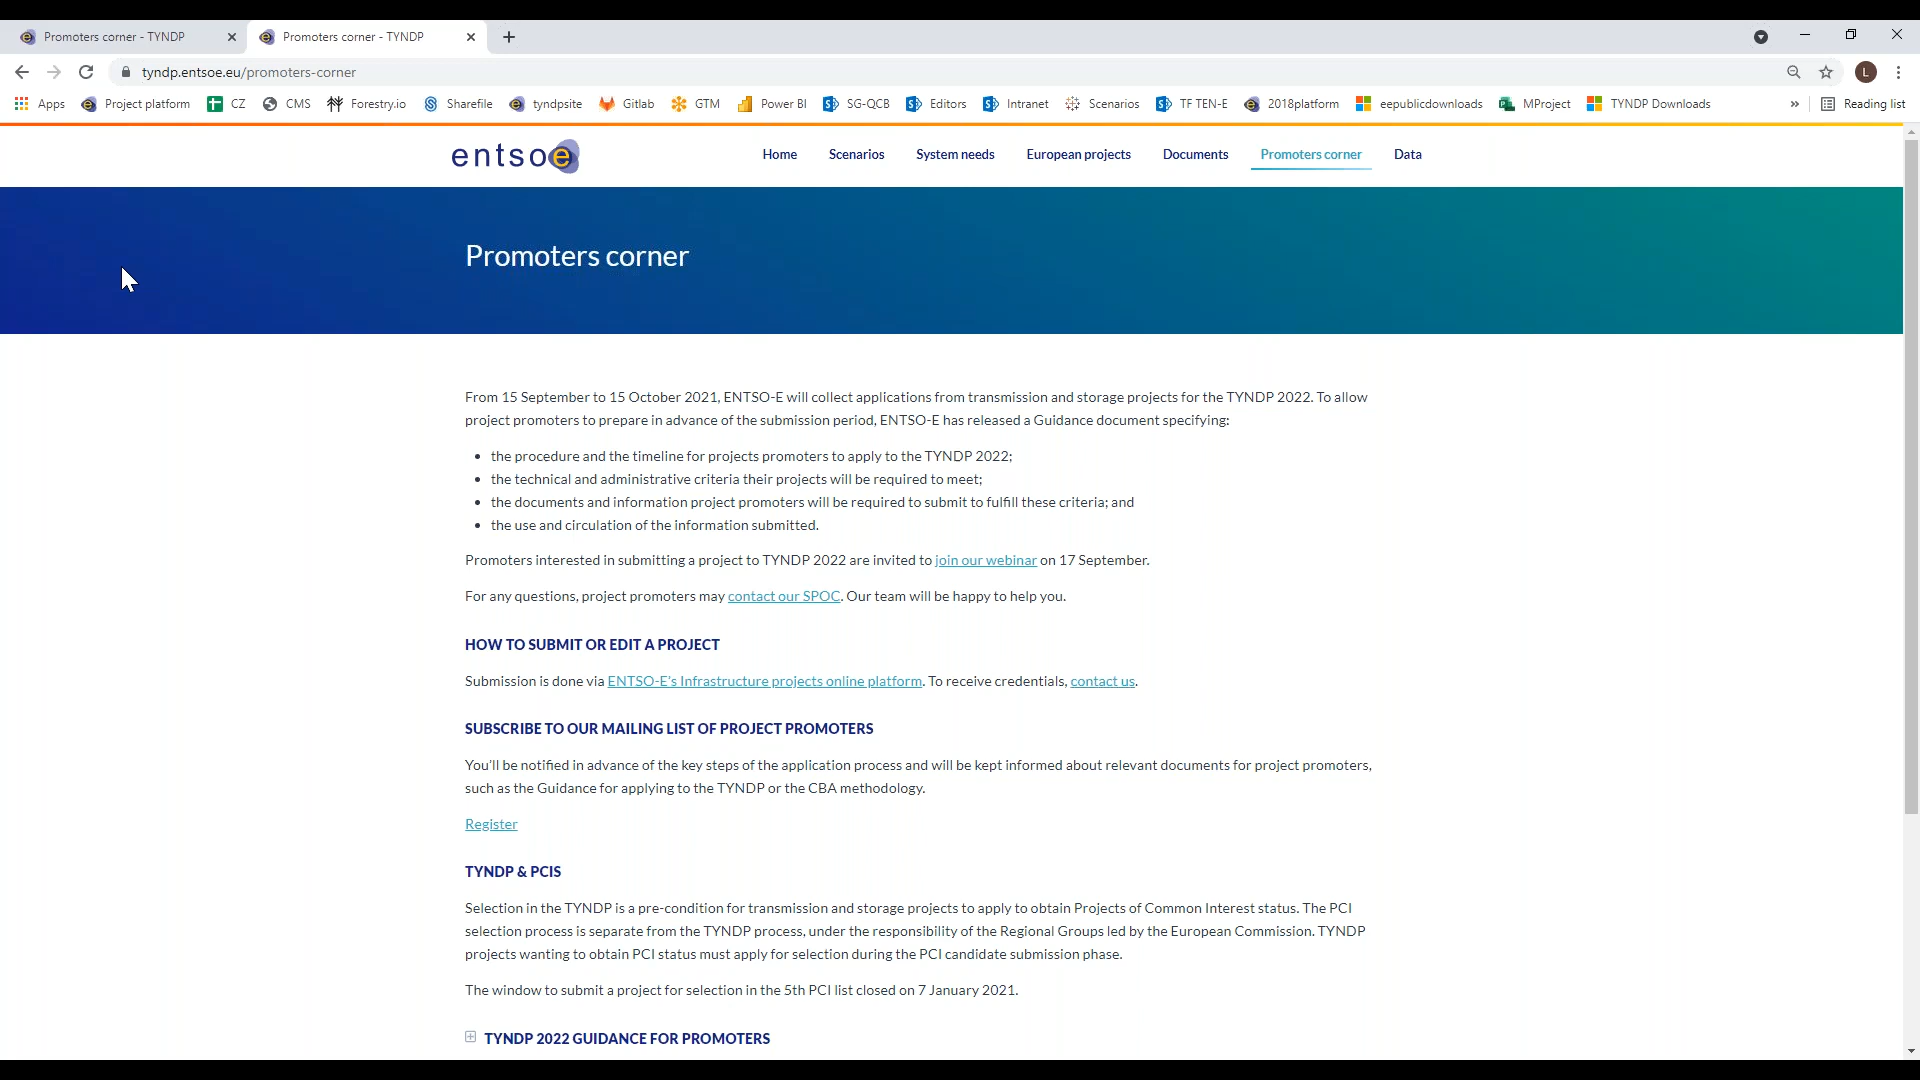 Promoters corner - TYNDP
Promoters corner - TYNDP
tyndp.entsoe.eu/promoters-corner
L
Apps Project platform CZ CMS Forestry.io Sharefile tyndpsite Gitlab GTM Power BI SG-QCB Editors Intranet Scenarios TF TEN-E 2018platform eepublicdownloads MProject TYNDP Downloads » Reading list
entsoe Home Scenarios System needs European projects Documents Promoters corner Data
Promoters corner
From 15 September to 15 October 2021, ENTSO-E will collect applications from transmission and storage projects for the TYNDP 2022. To allow
project promoters to prepare in advance of the submission period, ENTSO-E has released a Guidance document specifying:
• the procedure and the timeline for projects promoters to apply to the TYNDP 2022;
• the technical and administrative criteria their projects will be required to meet;
• the documents and information project promoters will be required to submit to fulfill these criteria; and
• the use and circulation of the information submitted.
Promoters interested in submitting a project to TYNDP 2022 are invited to join our webinar on 17 September.
For any questions, project promoters may contact our SPOC. Our team will be happy to help you.
HOW TO SUBMIT OR EDIT A PROJECT
Submission is done via ENTSO-E's Infrastructure projects online platform. To receive credentials, contact us.
SUBSCRIBE TO OUR MAILING LIST OF PROJECT PROMOTERS
You'll be notified in advance of the key steps of the application process and will be kept informed about relevant documents for project promoters,
such as the Guidance for applying to the TYNDP or the CBA methodology.
Register
TYNDP & PCIS
Selection in the TYNDP is a pre-condition for transmission and storage projects to apply to obtain Projects of Common Interest status. The PCI
selection process is separate from the TYNDP process, under the responsibility of the Regional Groups led by the European Commission. TYNDP
projects wanting to obtain PCI status must apply for selection during the PCI candidate submission phase.
The window to submit a project for selection in the 5th PCI list closed on 7 January 2021.
TYNDP 2022 GUIDANCE FOR PROMOTERS